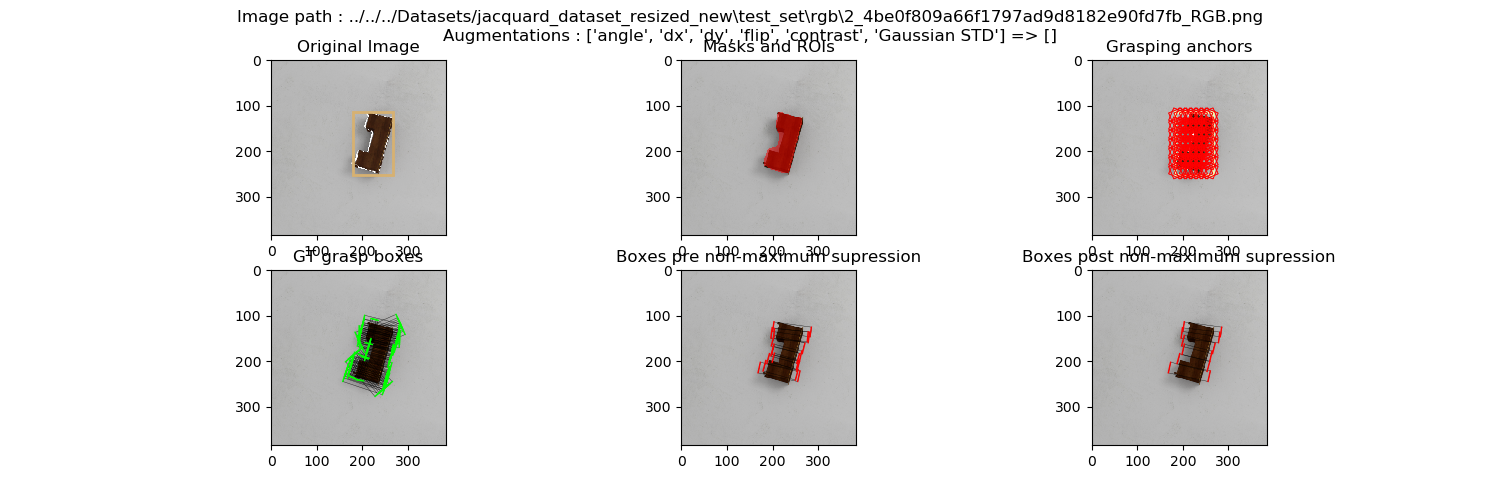 Image path : ../../../Datasets/jacquard_dataset_resized_new\test_set\rgb\2_4be0f809a66f1797ad9d8182e90fd7fb_RGB.png
Augmentations : ['angle', 'dx', 'dy', 'flip', 'contrast', 'Gaussian STD'] => []
Original Image
Masks and ROIs
Grasping anchors
0
100
200
300
0 100 200 300
0
100
200
300
0 100 200 300
0
100
200
300
0 100 200 300
GT grasp boxes
Boxes pre non-maximum supression
Boxes post non-maximum supression
0
100
200
300
0 100 200 300
0
100
200
300
0 100 200 300
0
100
200
300
0 100 200 300